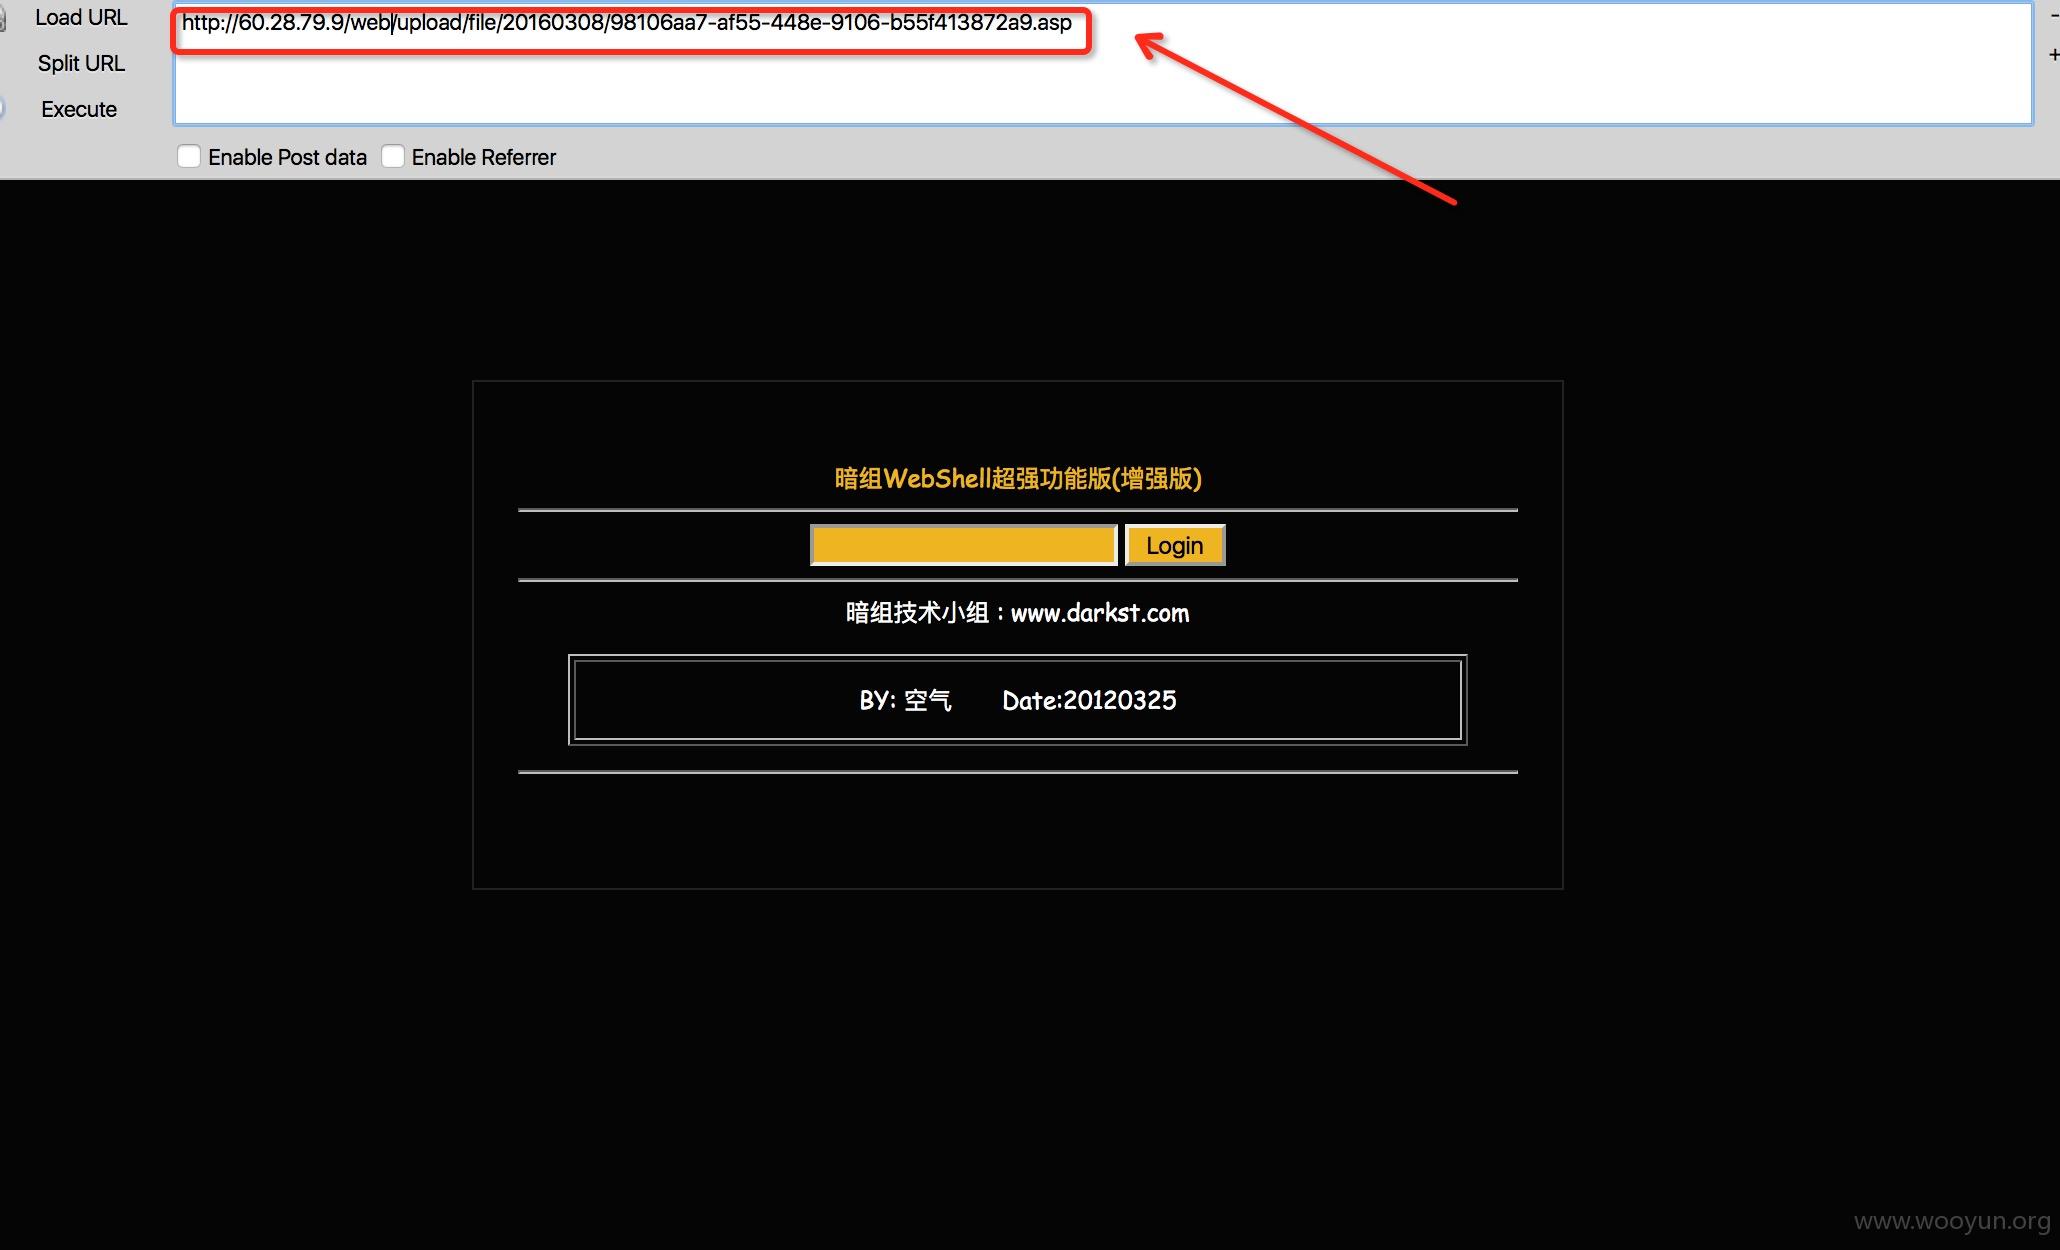 Load URL
http://60.28.79.9/web/upload/file/20160308/98106aa7-af55-448e-9106-b55f413872a9.asp
Split URL
Execute
Enable Post data Enable Referrer
暗组WebShell超强功能版(增强版)
Login
暗组技术小组 : www.darkst.com
BY: 空气 Date:20120325
www.wooyun.org